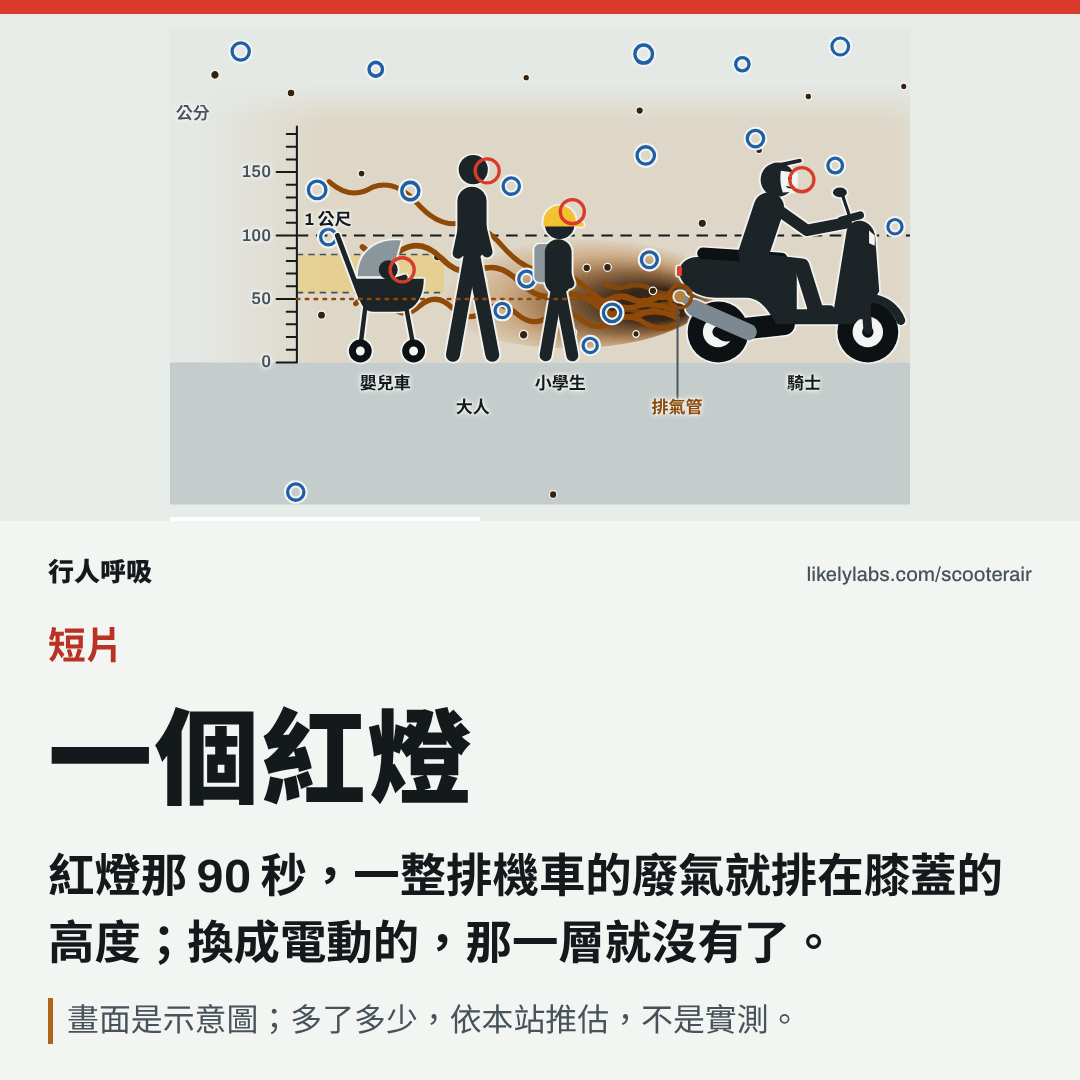 公分
150
1 公尺
100
50
0
嬰兒車
小學生
騎士
大人
排氣管
行人呼吸
likelylabs.com/scooterair
短片
一個紅燈
紅燈那 90 秒，一整排機車的廢氣就排在膝蓋的
高度；換成電動的，那一層就沒有了。
畫面是示意圖；多了多少，依本站推估，不是實測。